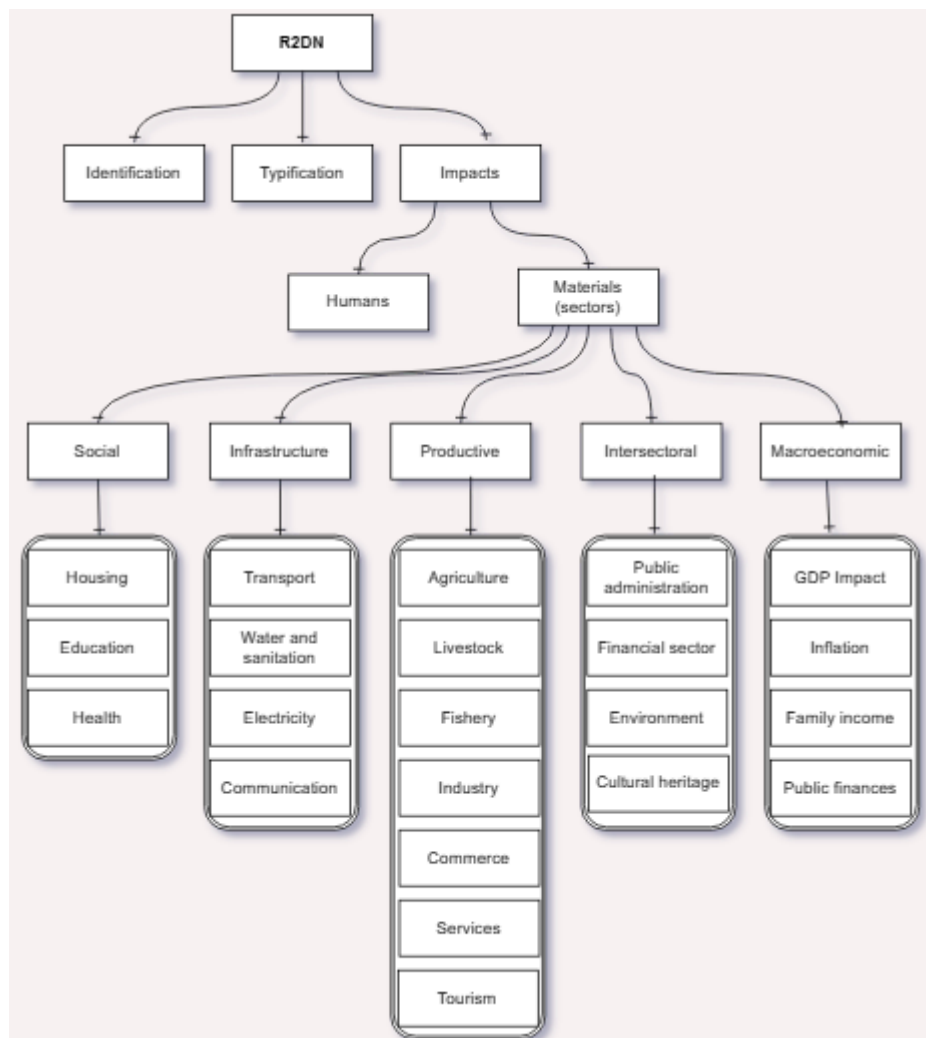 R2DN
Identification
Typification
Impacts
Humans
Materials
(sectors)
Social
Infrastructure
Productive
Intersectoral
Macroeconomic
Housing
Education
Health
Transport
Water and
sanitation
Electricity
Communication
Agriculture
Livestock
Fishery
Industry
Commerce
Services
Tourism
Public
administration
Financial sector
Environment
Cultural heritage
GDP Impact
Inflation
Family income
Public finances